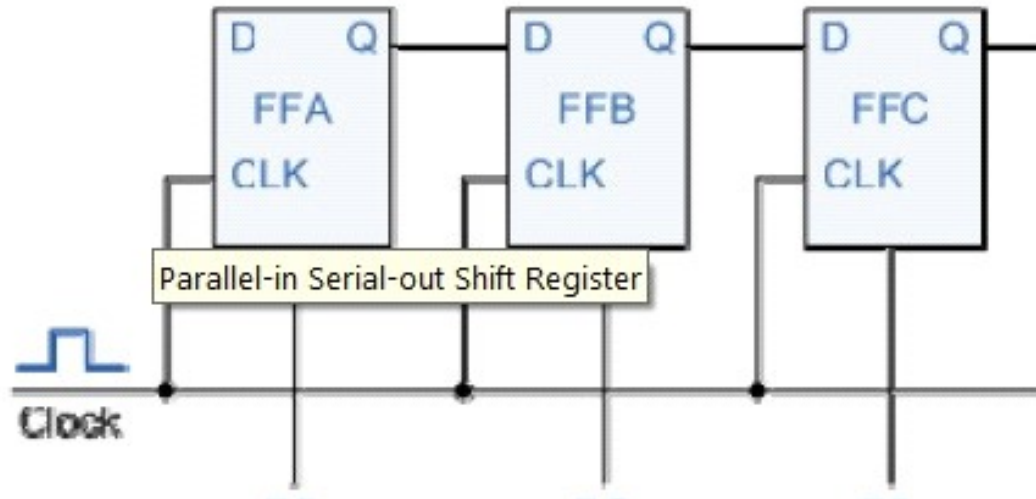 D Q D Q D Q
FFA FFB FFC
CLK CLK CLK
Parallel-in Serial-out Shift Register
Clock